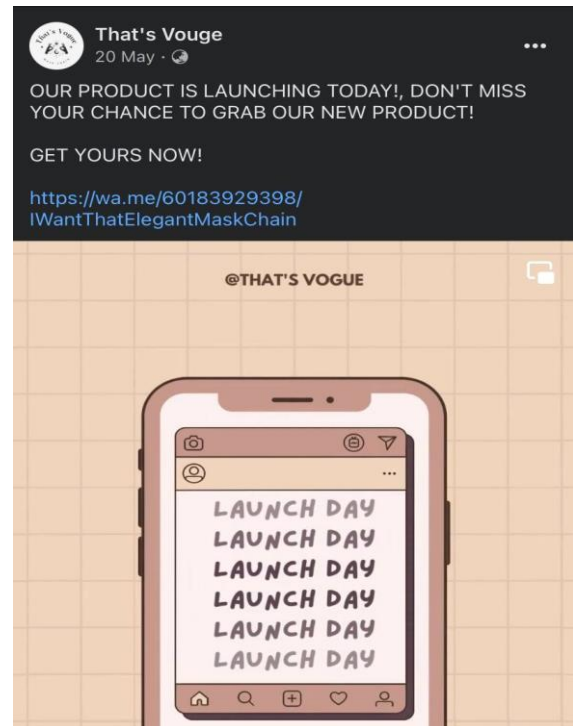 That's Vouge
20 May
OUR PRODUCT IS LAUNCHING TODAY!, DON'T MISS
YOUR CHANCE TO GRAB OUR NEW PRODUCT!
GET YOURS NOW!
https://wa.me/60183929398/
IWantThatElegantMaskChain
@THAT'S VOGUE
LAUNCH DAY
LAUNCH DAY
LAUNCH DAY
LAUNCH DAY
LAUNCH DAY
LAUNCH DAY